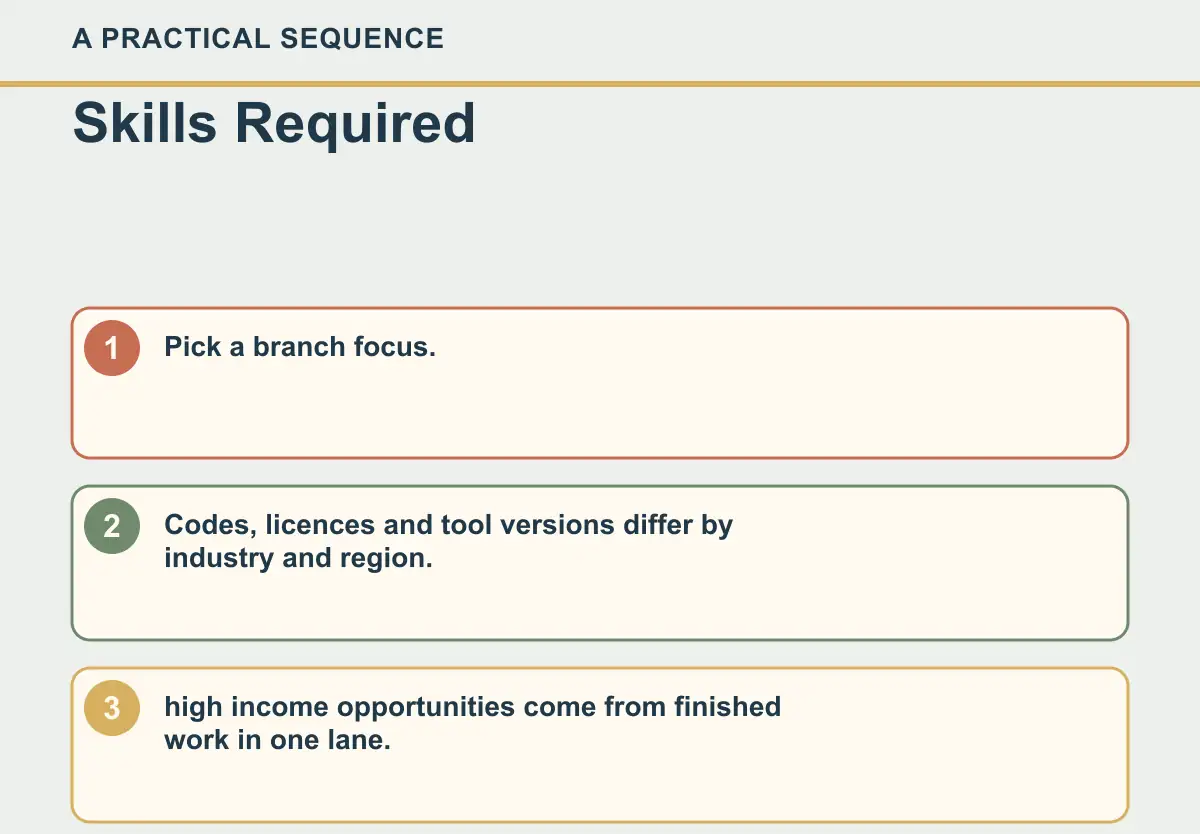 A PRACTICAL SEQUENCE
Skills Required
1
Pick a branch focus.
2
Codes, licences and tool versions differ by
industry and region.
3
high income opportunities come from finished
work in one lane.